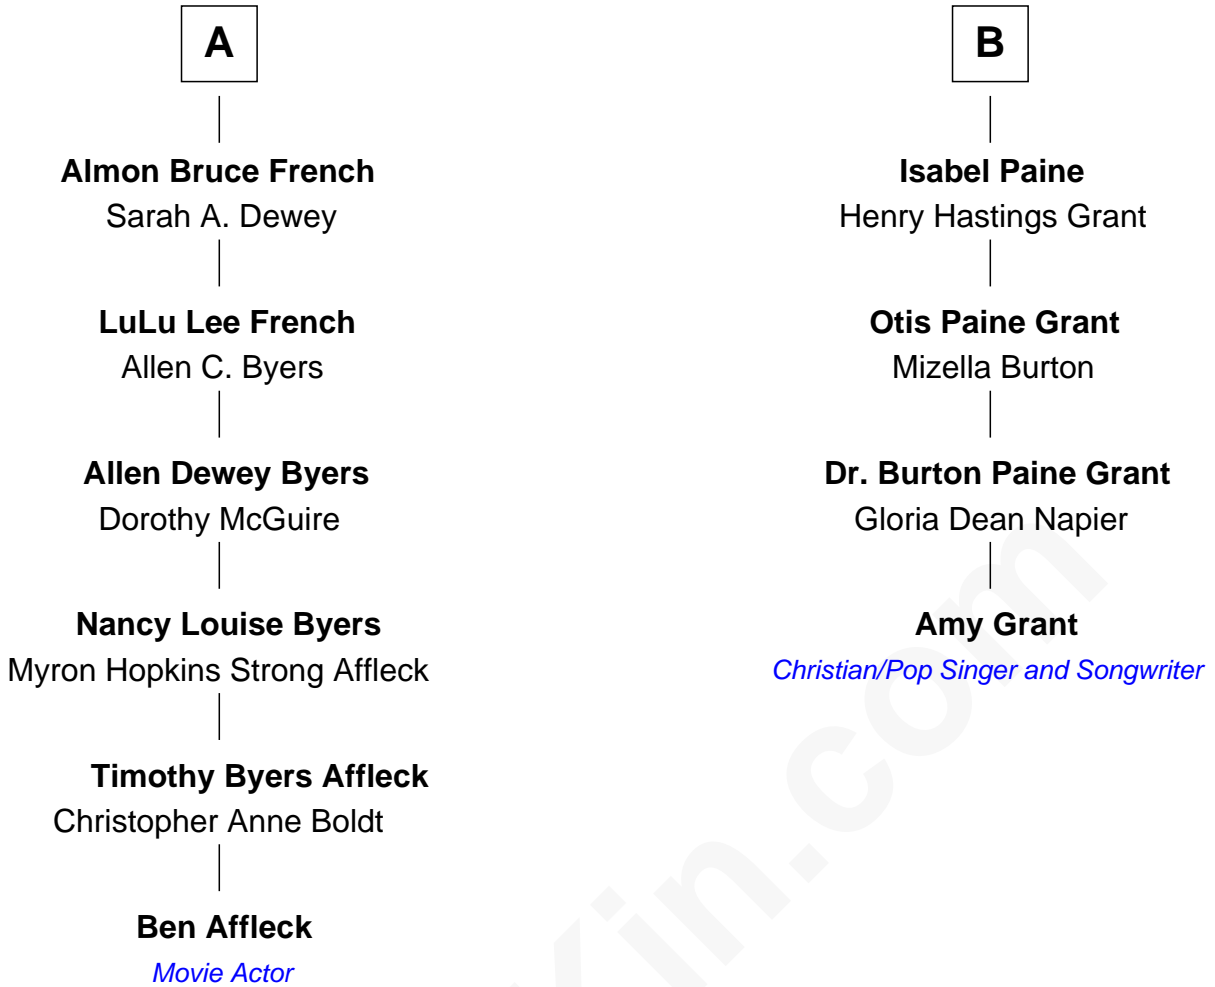 A
Almon Bruce French
Sarah A. Dewey
LuLu Lee French
Allen C. Byers
Allen Dewey Byers
Dorothy McGuire
Nancy Louise Byers
Myron Hopkins Strong Affleck
Timothy Byers Affleck
Christopher Anne Boldt
Ben Affleck
Movie Actor
B
Isabel Paine
Henry Hastings Grant
Otis Paine Grant
Mizella Burton
Dr. Burton Paine Grant
Gloria Dean Napier
Amy Grant
Christian/Pop Singer and Songwriter
Kin.com